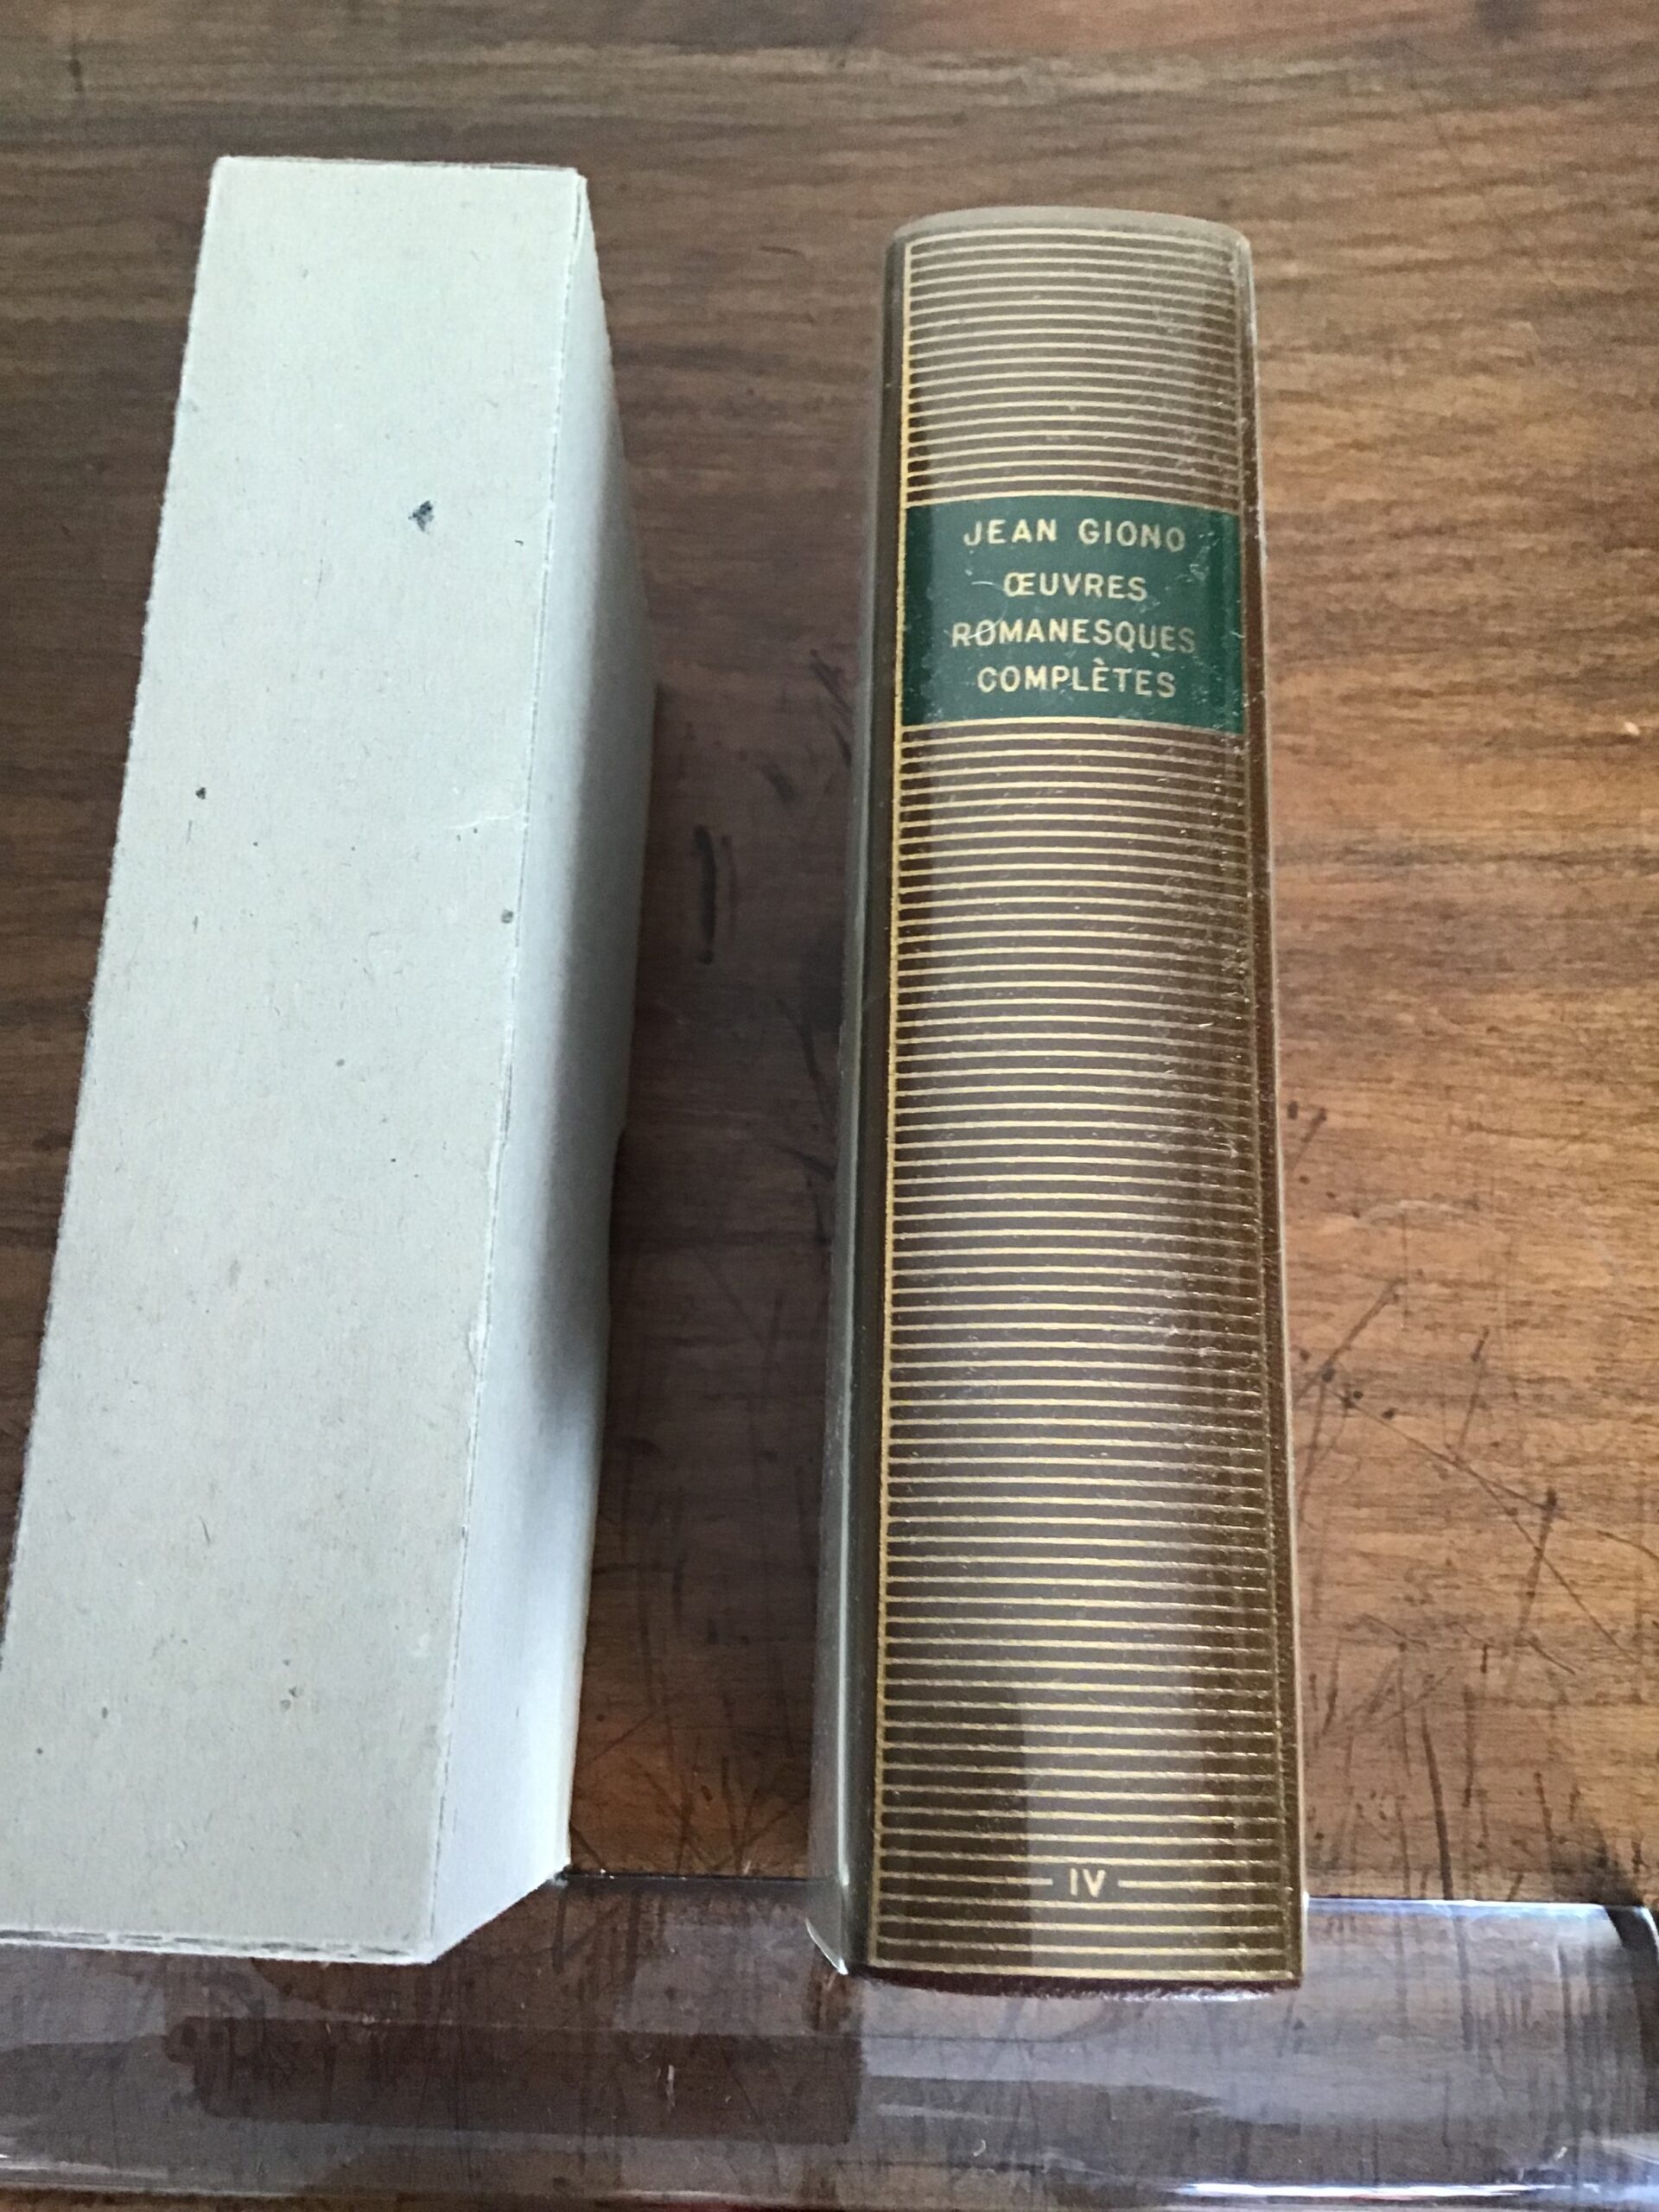 JEAN GIONO
ŒUVRES
ROMANESQUES
COMPLÈTES
IV